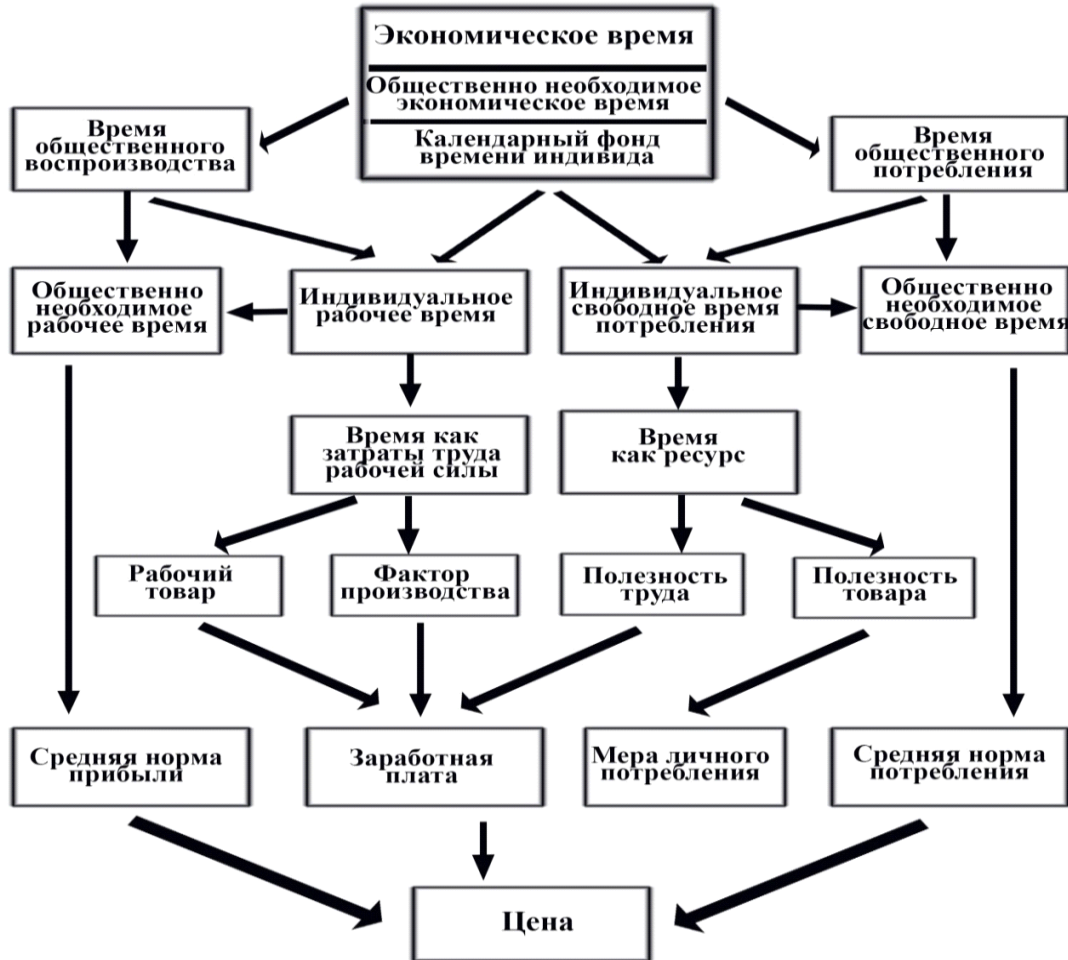 Экономическое время
Общественно необходимое
экономическое время
Календарный фонд
времени индивида
Время
общественного
воспроизводства
Время
общественного
потребления
Общественно
необходимое
рабочее время
Индивидуальное
рабочее время
Индивидуальное
свободное время
потребления
Общественно
необходимое
свободное время
Время как
затраты труда
рабочей силы
Время
как ресурс
Рабочий
товар
Фактор
производства
Полезность
труда
Полезность
товара
Средняя норма
прибыли
Заработная
плата
Мера личного
потребления
Средняя норма
потребления
Цена